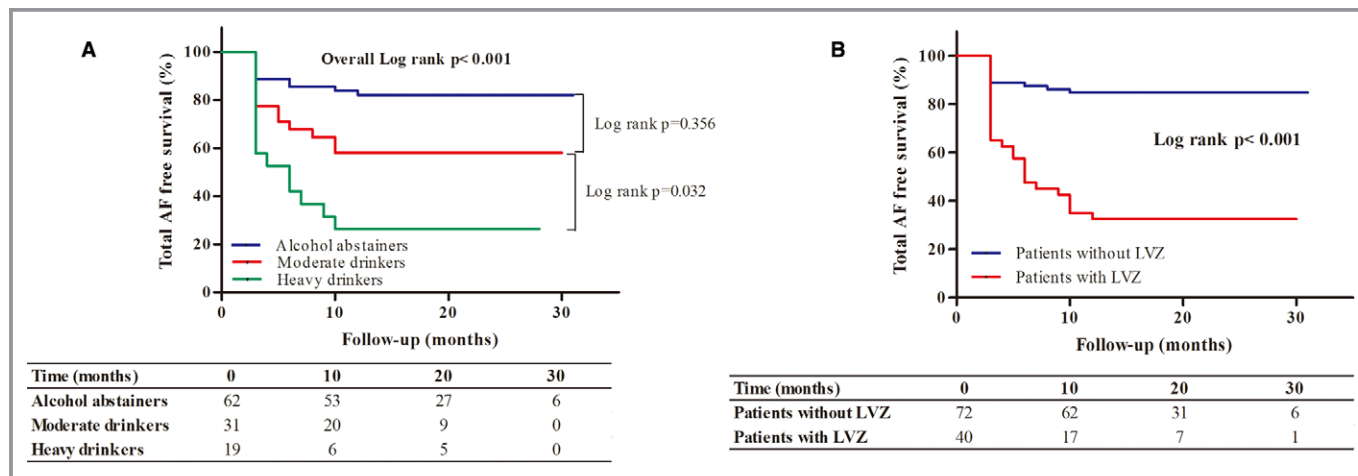 A
Overall Log rank p< 0.001
Total AF free survival (%)
100
80
60
40
20
0
Log rank p=0.356
Log rank p=0.032
Alcohol abstainers
Moderate drinkers
Heavy drinkers
0 10 20 30
Follow-up (months)
Time (months) 0 10 20 30
Alcohol abstainers 62 53 27 6
Moderate drinkers 31 20 9 0
Heavy drinkers 19 6 5 0
B
Total AF free survival (%)
100
80
60
40
20
0
Log rank p< 0.001
Patients without LVZ
Patients with LVZ
0 10 20 30
Follow-up (months)
Time (months) 0 10 20 30
Patients without LVZ 72 62 31 6
Patients with LVZ 40 17 7 1